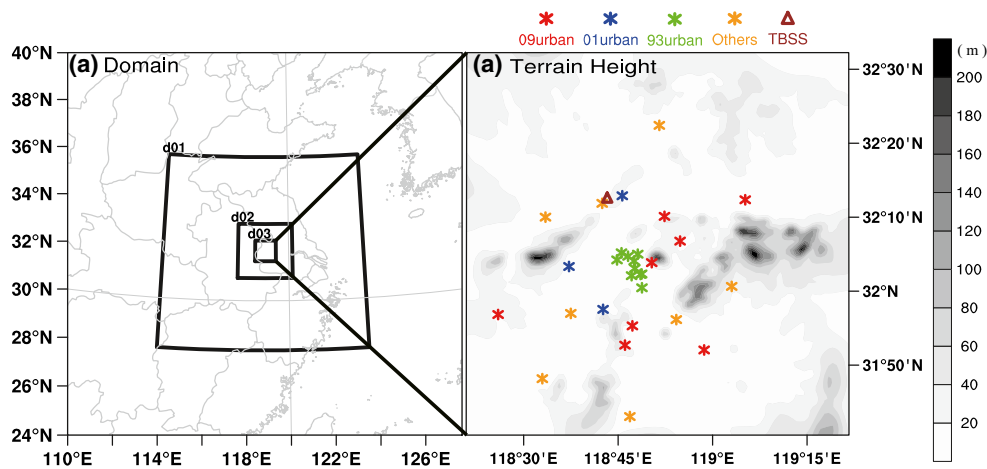 09urban 01urban 93urban Others TBSS
(a) Domain
(a) Terrain Height
(m)
40°N
38°N
36°N
34°N
32°N
30°N
28°N
26°N
24°N
110°E 114°E 118°E 122°E 126°E
d01
d02
d03
32°30'N
32°20'N
32°10'N
32°N
31°50'N
118°30'E 118°45'E 119°E 119°15'E
200
180
160
140
120
100
80
60
40
20